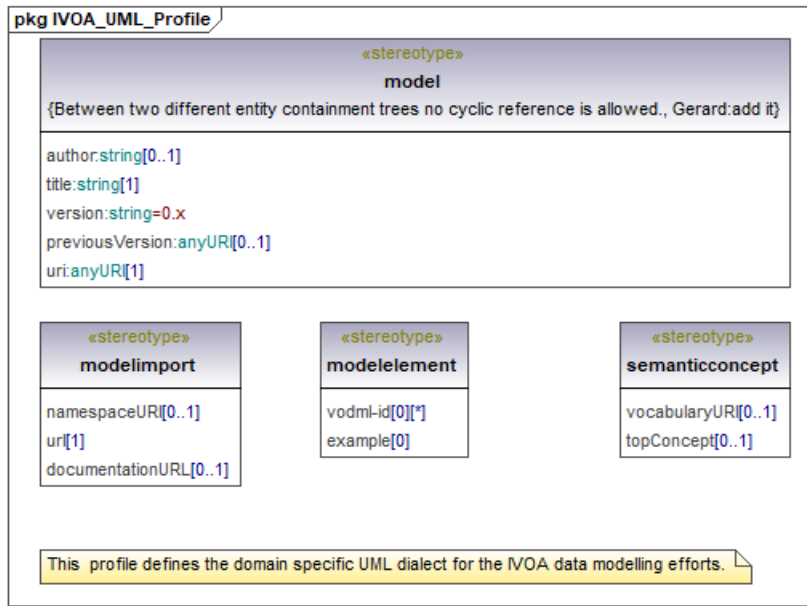 pkg IVOA_UML_Profile
«stereotype»
model
{Between two different entity containment trees no cyclic reference is allowed., Gerard:add it}
author:string[0..1]
title:string[1]
version:string=0.x
previousVersion:anyURI[0..1]
uri:anyURI[1]
«stereotype»
modelimport
namespaceURI[0..1]
url[1]
documentationURL[0..1]
«stereotype»
modelelement
vodml-id[0][*]
example[0]
«stereotype»
semanticconcept
vocabularyURI[0..1]
topConcept[0..1]
This profile defines the domain specific UML dialect for the IVOA data modelling efforts.